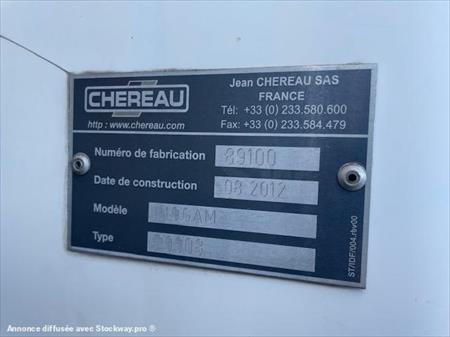 CHEREAU
http : www.chereau.com
Jean CHEREAU SAS
FRANCE
Tél: +33 (0) 233.580.600
Fax: +33 (0) 233.584.479
Numéro de fabrication 89100
Date de construction 08 2012
Modèle
Type
ST/IDF/004.rév00
Annonce diffusée avec Stockway.pro ®